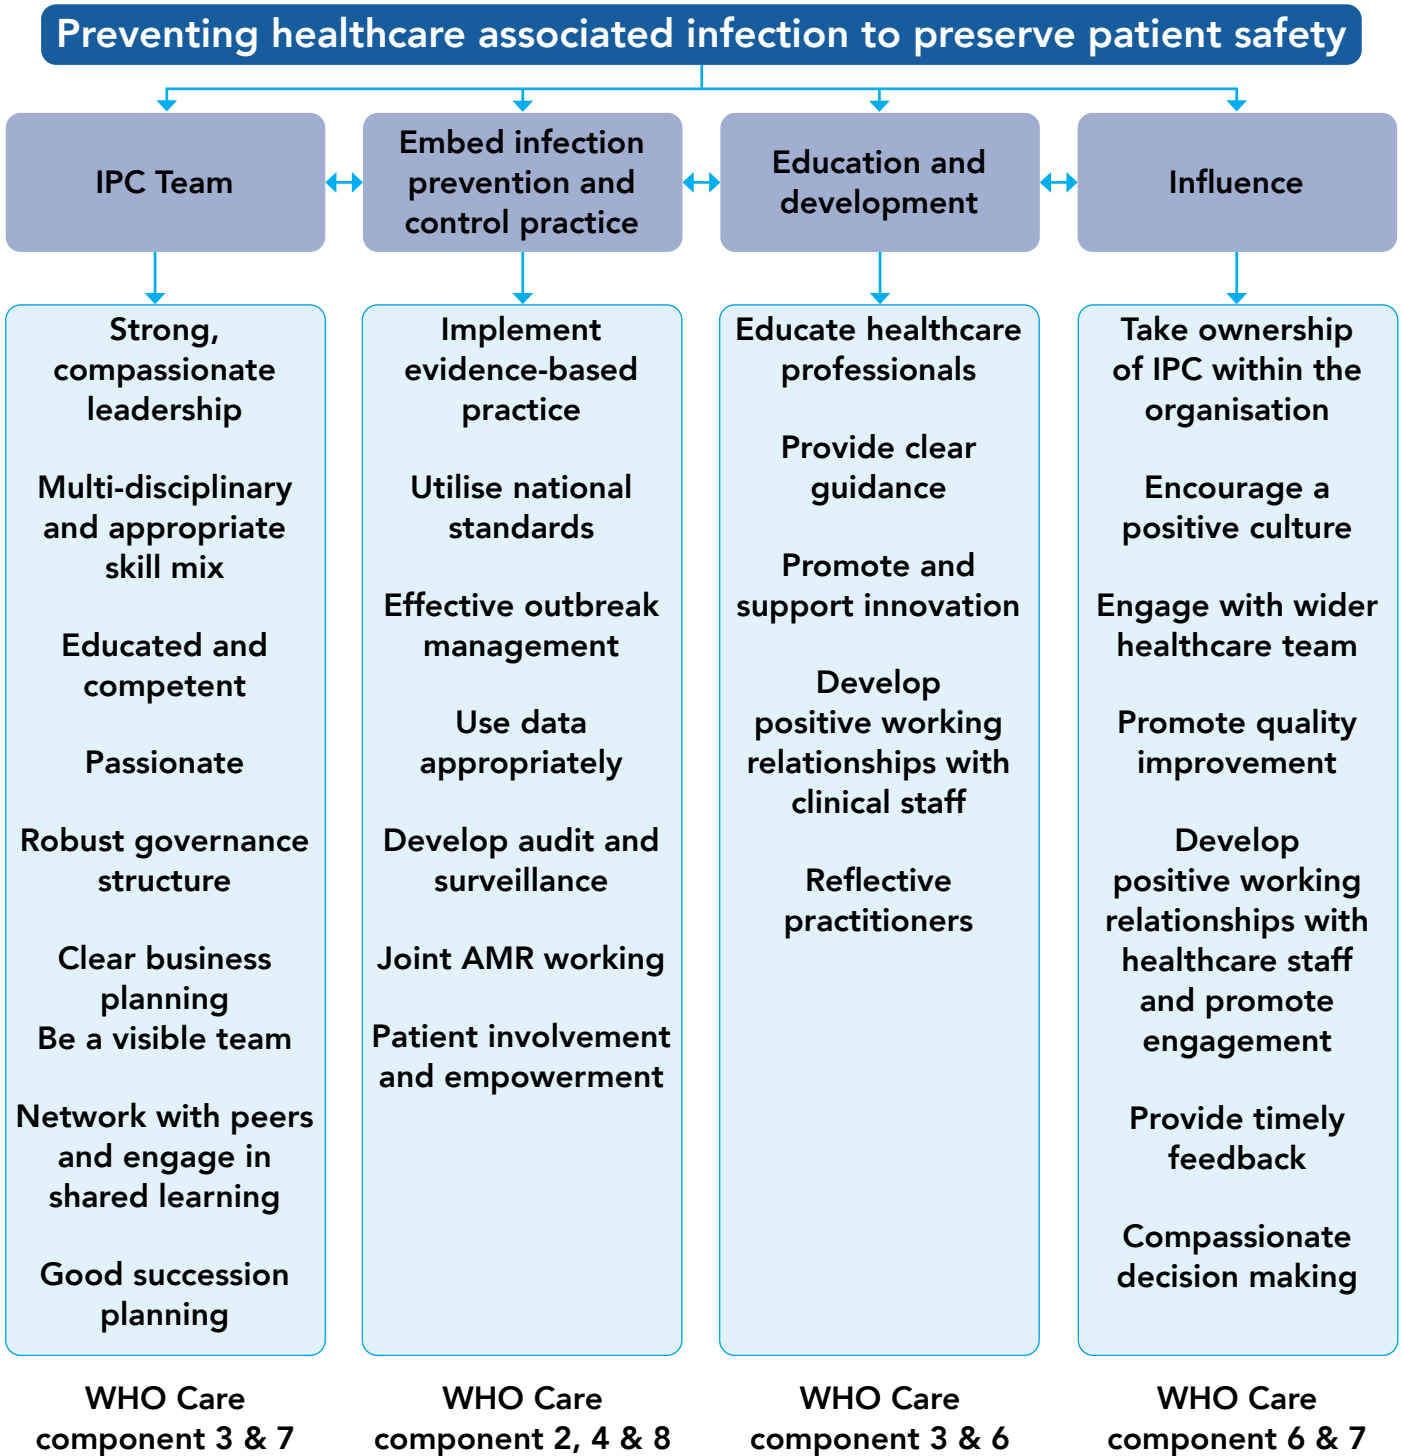 Preventing healthcare associated infection to preserve patient safety
IPC Team
Embed infection
prevention and
control practice
Education and
development
Influence
Strong,
compassionate
leadership
Multi-disciplinary
and appropriate
skill mix
Educated and
competent
Passionate
Robust governance
structure
Clear business
planning
Be a visible team
Network with peers
and engage in
shared learning
Good succession
planning
WHO Care
component 3 & 7
Implement
evidence-based
practice
Utilise national
standards
Effective outbreak
management
Use data
appropriately
Develop audit and
surveillance
Joint AMR working
Patient involvement
and empowerment
WHO Care
component 2, 4 & 8
Educate healthcare
professionals
Provide clear
guidance
Promote and
support innovation
Develop
positive working
relationships with
clinical staff
Reflective
practitioners
WHO Care
component 3 & 6
Take ownership
of IPC within the
organisation
Encourage a
positive culture
Engage with wider
healthcare team
Promote quality
improvement
Develop
positive working
relationships with
healthcare staff
and promote
engagement
Provide timely
feedback
Compassionate
decision making
WHO Care
component 6 & 7